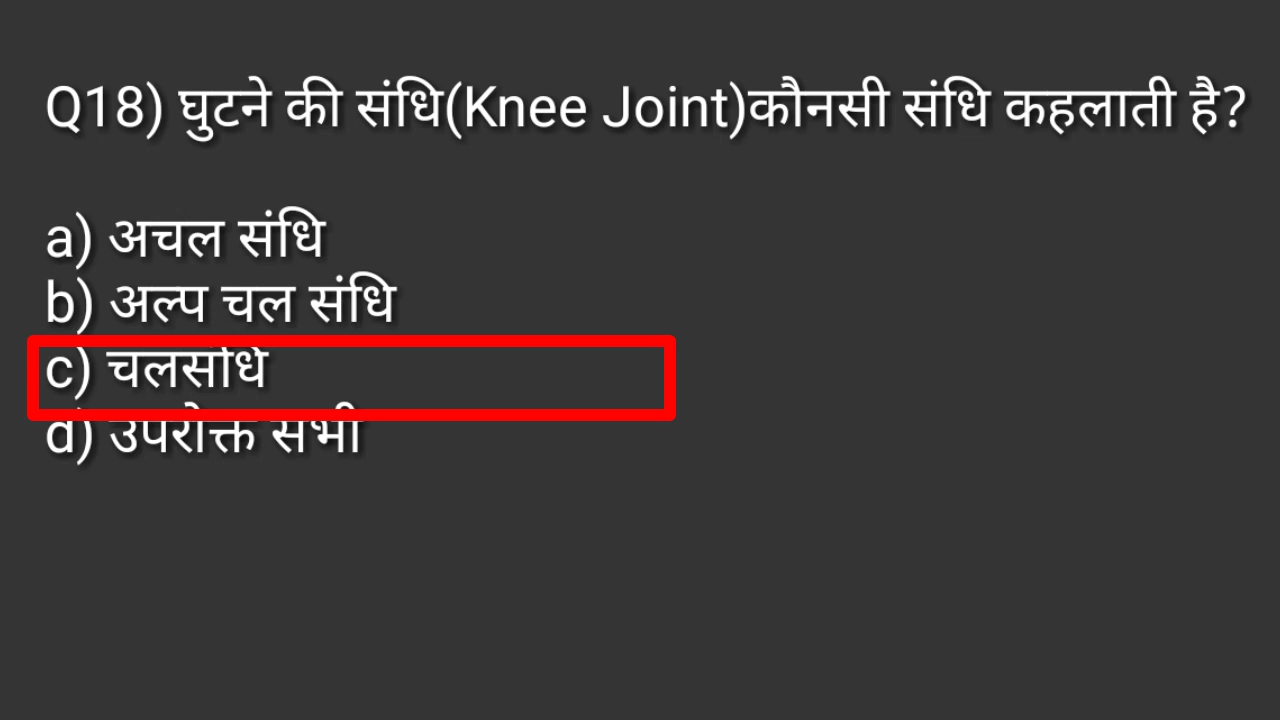 Q18) घुटने की संधि(Knee Joint)कौनसी संधि कहलाती है?
a) अचल संधि
b) अल्प चल संधि
c) चलसंधि
d) उपरोक्त सभी